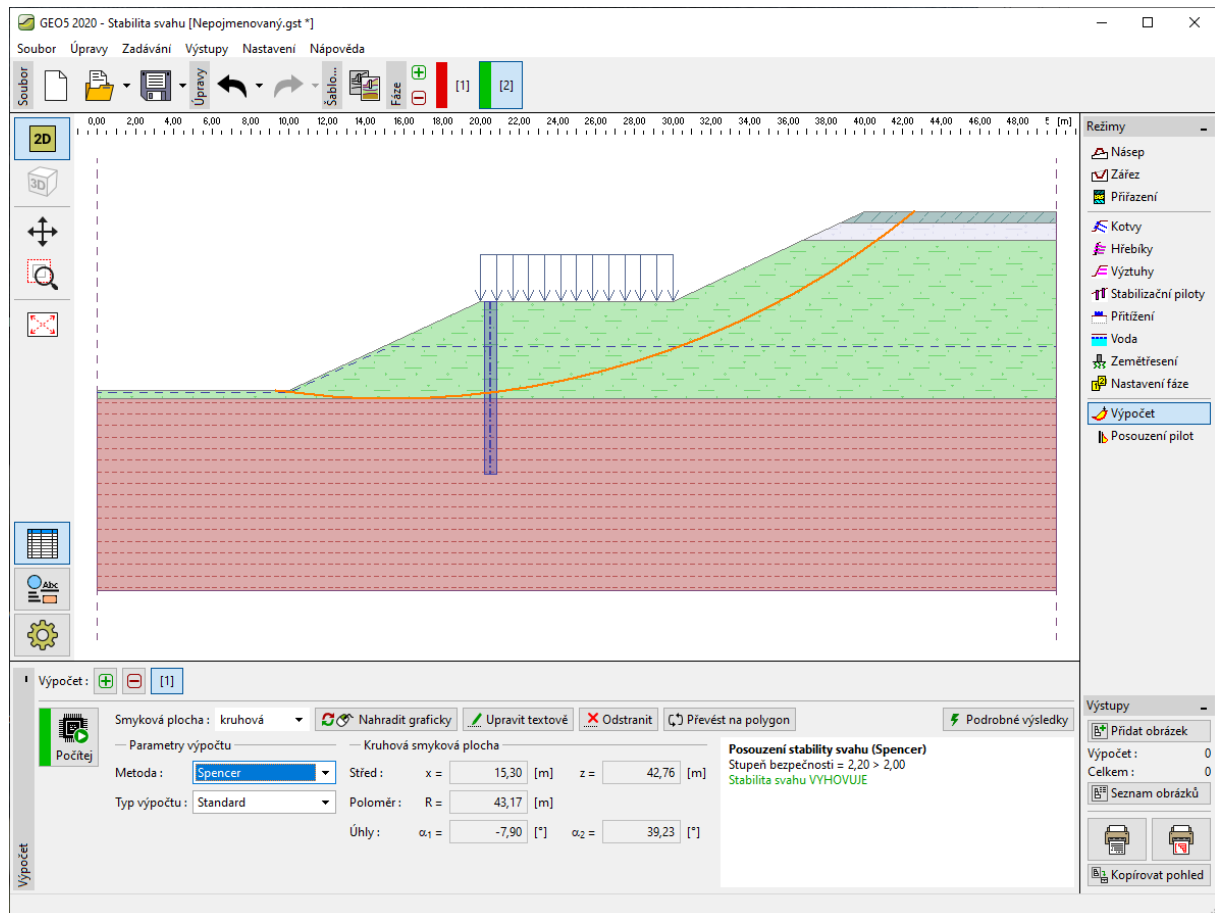 GEO5 2020 - Stabilita svahu [Nepojmenovaný.gst *]
Soubor Úpravy Zadávání Výstupy Nastavení Nápověda
Soubor
Úpravy
Šablo...
Fáze
[1] [2]
2D
3D
0,00 2,00 4,00 6,00 8,00 10,00 12,00 14,00 16,00 18,00 20,00 22,00 24,00 26,00 28,00 30,00 32,00 34,00 36,00 38,00 40,00 42,00 44,00 46,00 48,00 [m]
Abc
Režimy
Násep
Zářez
Přiřazení
Kotvy
Hřebíky
Výztuhy
Stabilizační piloty
Přitížení
Voda
Zemětřesení
Nastavení fáze
Výpočet
Posouzení pilot
Výpočet : [1]
Počítej
Smyková plocha : kruhová Nahradit graficky Upravit textově Odstranit Převést na polygon Podrobné výsledky
Parametry výpočtu
Metoda : Spencer
Typ výpočtu : Standard
Kruhová smyková plocha
Střed : x = 15,30 [m] z = 42,76 [m]
Poloměr : R = 43,17 [m]
Úhly : α1 = -7,90 [°] α2 = 39,23 [°]
Posouzení stability svahu (Spencer)
Stupeň bezpečnosti = 2,20 > 2,00
Stabilita svahu VYHOVUJE
Výpočet
Výstupy
Přidat obrázek
Výpočet : 0
Celkem : 0
Seznam obrázků
Kopírovat pohled